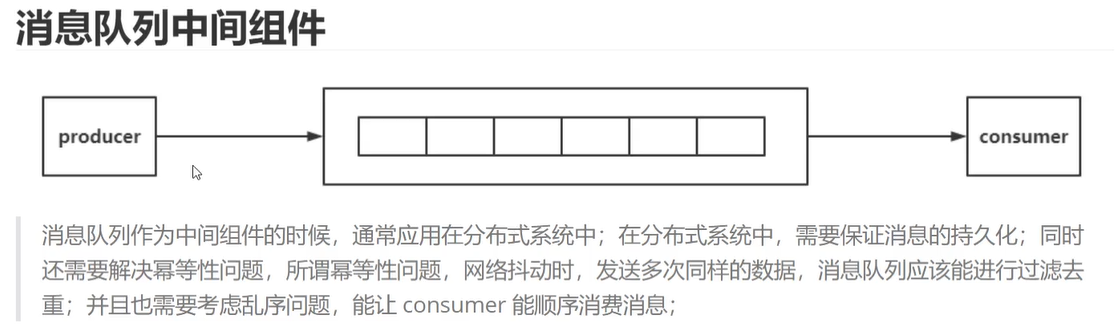 消息队列中间组件
producer
consumer
消息队列作为中间组件的时候，通常应用在分布式系统中；在分布式系统中，需要保证消息的持久化；同时
还需要解决幂等性问题，所谓幂等性问题，网络抖动时，发送多次同样的数据，消息队列应该能进行过滤去
重；并且也需要考虑乱序问题，能让 consumer 能顺序消费消息；